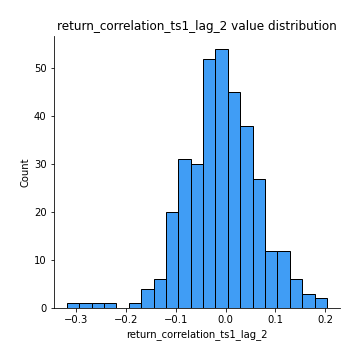 return_correlation_ts1_lag_2 value distribution
50
40
30
20
10
0
Count
−0.3 −0.2 −0.1 0.0 0.1 0.2
return_correlation_ts1_lag_2